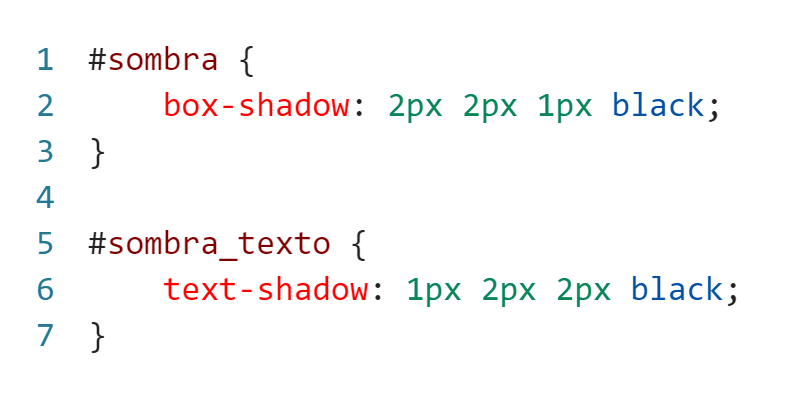 1 #sombra {
2     box-shadow: 2px 2px 1px black;
3 }
4
5 #sombra_texto {
6     text-shadow: 1px 2px 2px black;
7 }